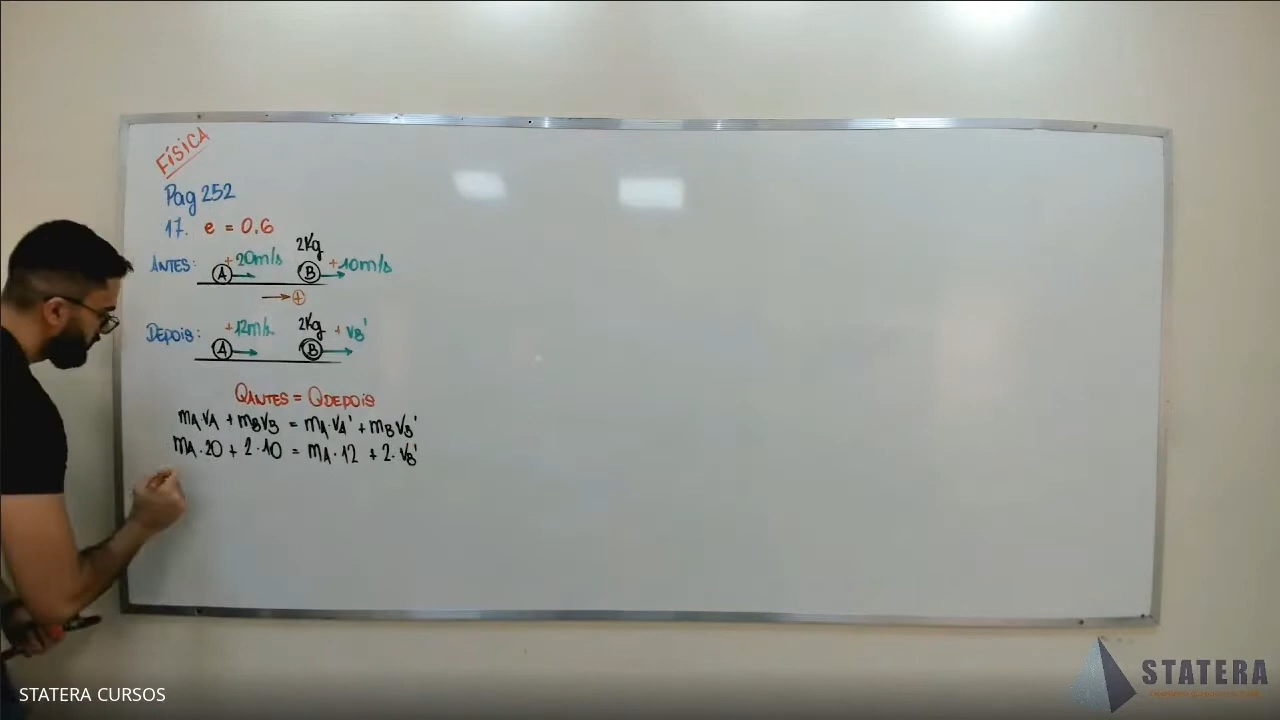 FÍSICA
Pag 252
17. e = 0,6
2Kg
ANTES: +20m/s +10m/s
A B
→ +
2Kg
DEPOIS: +12m/s + VB'
A B
QANTES = QDEPOIS
mA VA + mB VB = mA · VA' + mB VB'
mA · 20 + 2 · 10 = mA · 12 + 2 · VB'
STATERA
STATERA CURSOS